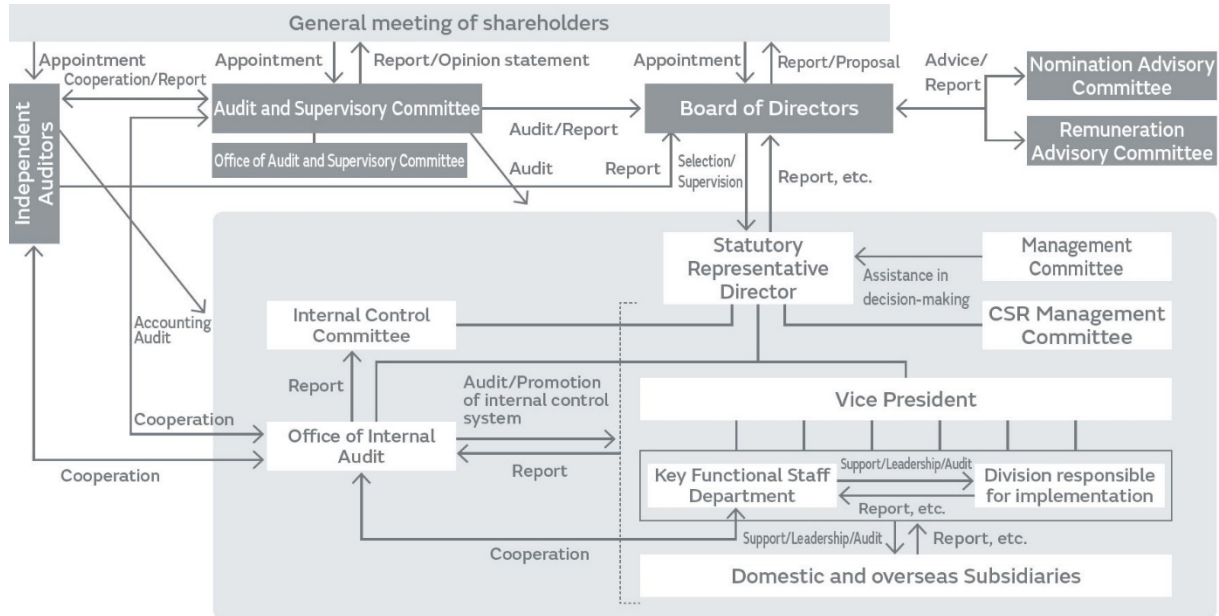 General meeting of shareholders
Appointment
Appointment
Report/Opinion statement
Appointment
Report/Proposal
Advice/
Report
Nomination Advisory
Committee
Cooperation/Report
Independent
Auditors
Audit and Supervisory Committee
Audit/Report
Board of Directors
Remuneration
Advisory Committee
Office of Audit and Supervisory Committee
Audit
Report
Selection/
Supervision
Report, etc.
Statutory
Representative
Director
Management
Committee
Assistance in
decision-making
Accounting
Audit
Internal Control
Committee
CSR Management
Committee
Report
Audit/Promotion
of internal control
system
Vice President
Cooperation
Office of Internal
Audit
Report
Cooperation
Key Functional Staff
Department
Support/Leadership/Audit
Report, etc.
Division responsible
for implementation
Cooperation
Support/Leadership/Audit
Report, etc.
Domestic and overseas Subsidiaries